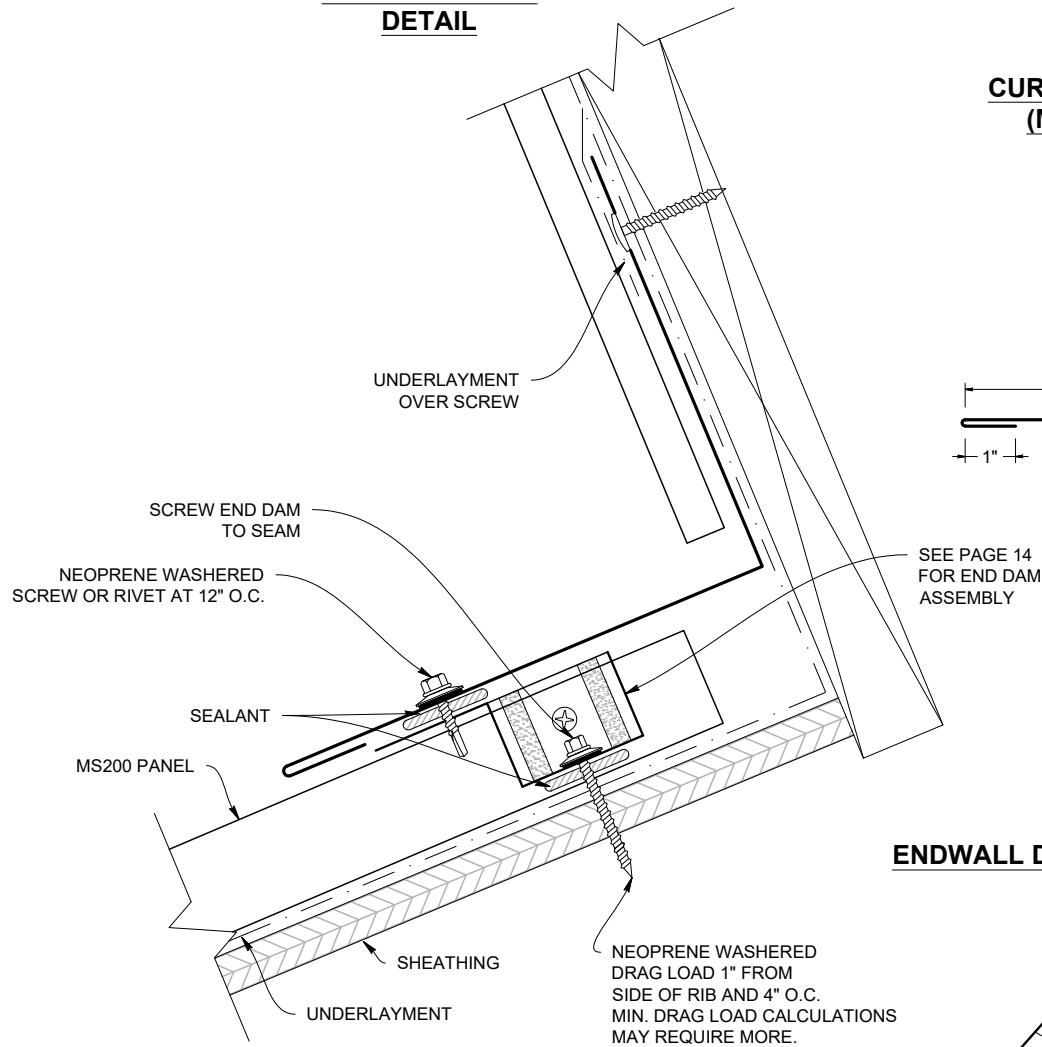 DETAIL
UNDERLAYMENT
OVER SCREW
1"
SCREW END DAM
TO SEAM
NEOPRENE WASHERED
SCREW OR RIVET AT 12" O.C.
SEE PAGE 14
FOR END DAM
ASSEMBLY
SEALANT
MS200 PANEL
SHEATHING
UNDERLAYMENT
NEOPRENE WASHERED
DRAG LOAD 1" FROM
SIDE OF RIB AND 4" O.C.
MIN. DRAG LOAD CALCULATIONS
MAY REQUIRE MORE.
ENDWALL